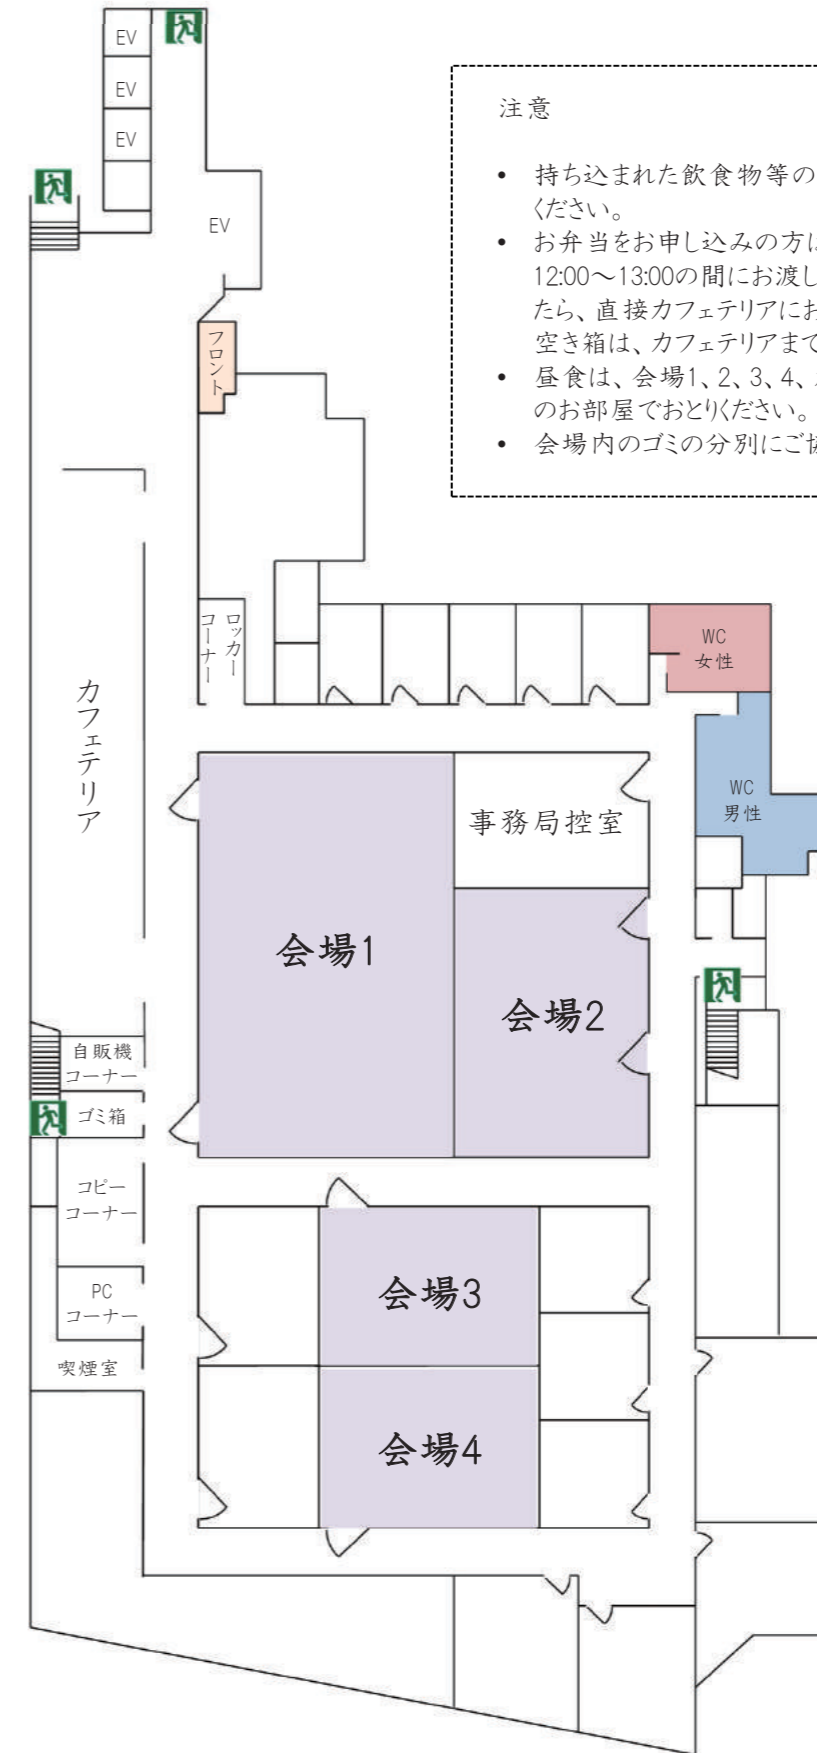 EV
EV
EV
EV
フロント
注意
• 持ち込まれた飲食物等の
ください。
• お弁当をお申し込みの方は
12:00～13:00の間にお渡し
たら、直接カフェテリアにお
空き箱は、カフェテリアまで
• 昼食は、会場1、2、3、4、
のお部屋でおとりください。
• 会場内のゴミの分別にご協
ロッカー
コーナー
WC
女性
カフェテリア
WC
男性
事務局控室
会場1
会場2
自販機
コーナー
ゴミ箱
コピー
コーナー
PC
コーナー
喫煙室
会場3
会場4